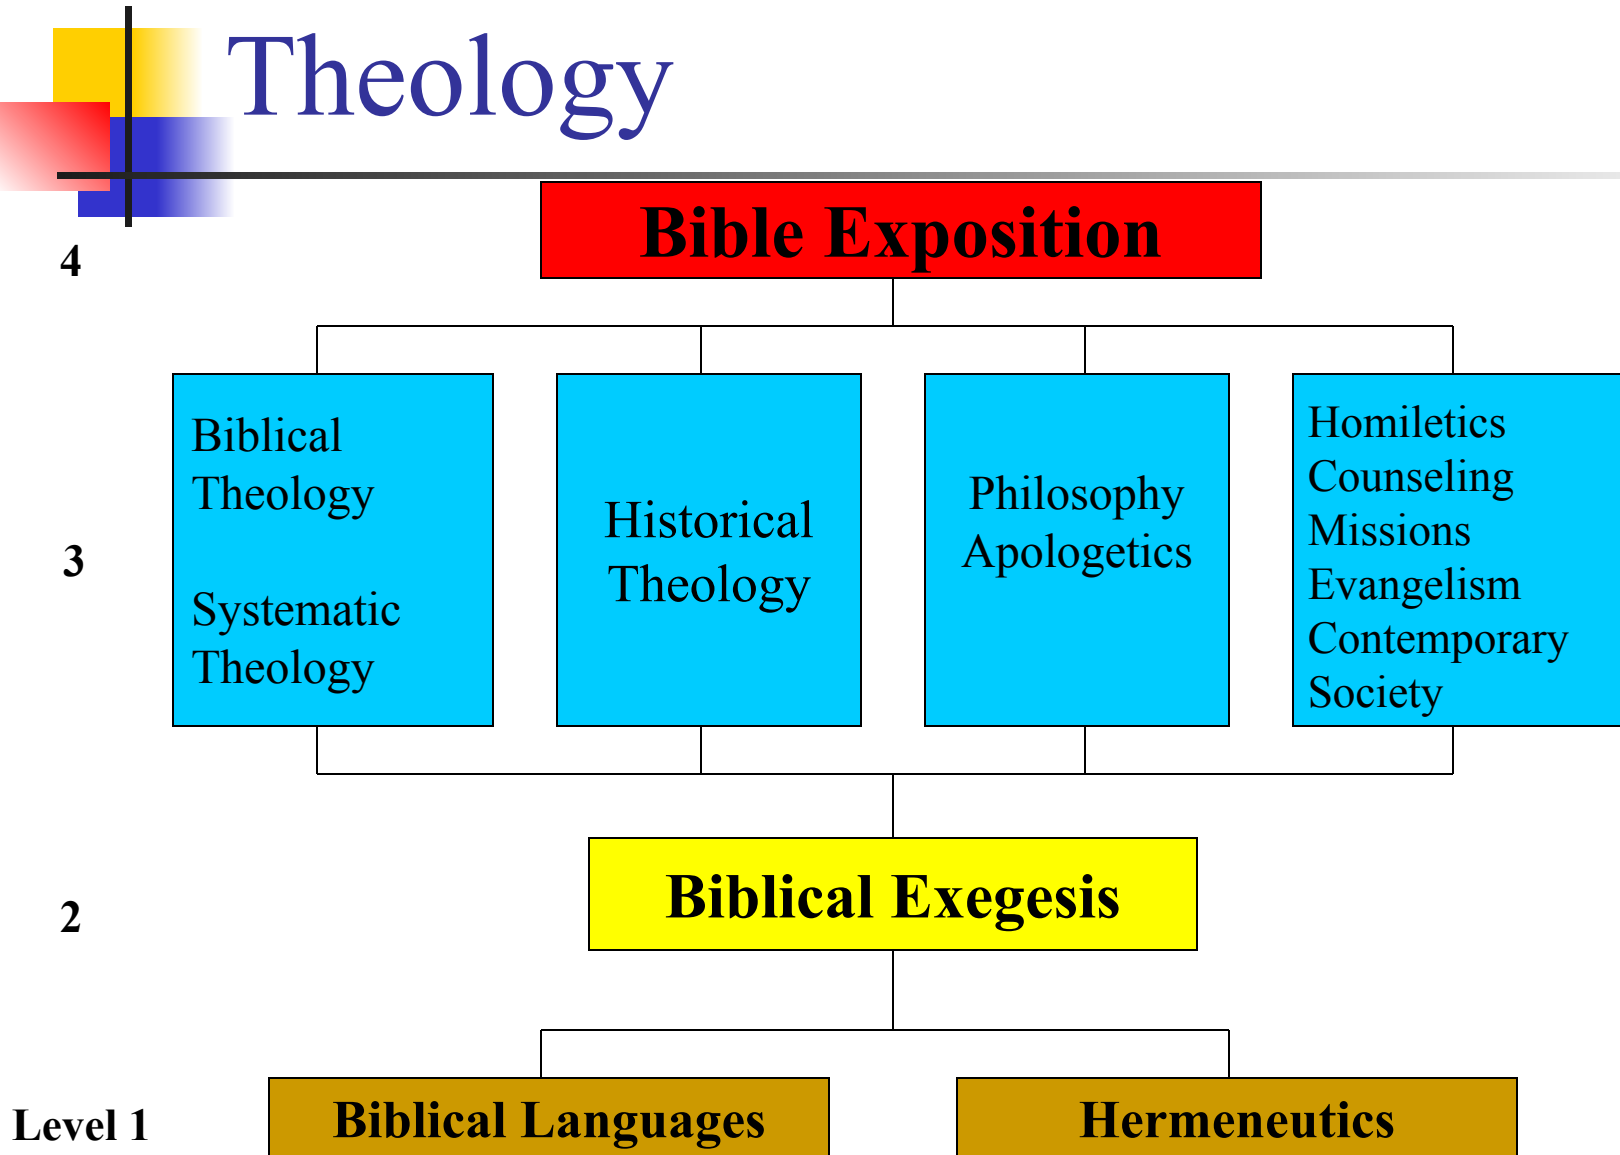 Theology
Bible Exposition
4
Biblical
Theology
Systematic
Theology
Historical
Theology
Philosophy
Apologetics
Homiletics
Counseling
Missions
Evangelism
Contemporary
Society
3
Biblical Exegesis
2
Level 1
Biblical Languages
Hermeneutics